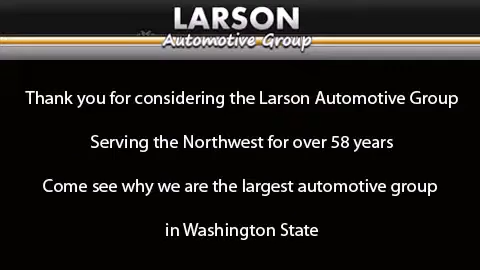 LARSON
Automotive Group
Thank you for considering the Larson Automotive Group
Serving the Northwest for over 58 years
Come see why we are the largest automotive group
in Washington State